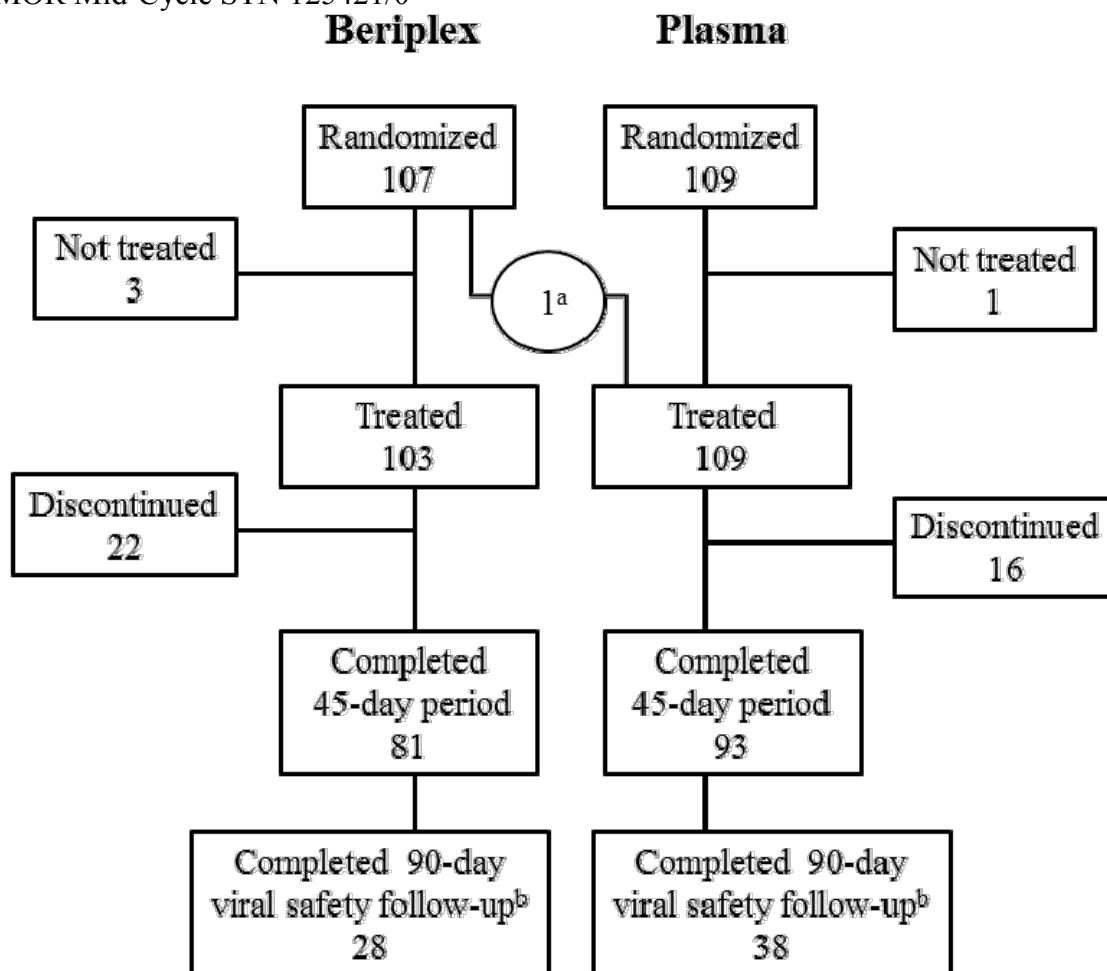 MOR Mid-Cycle STN 125421/0
Beriplex Plasma
Randomized
107
Randomized
109
Not treated
3
1ᵃ
Not treated
1
Treated
103
Treated
109
Discontinued
22
Discontinued
16
Completed
45-day period
81
Completed
45-day period
93
Completed 90-day
viral safety follow-upᵇ
28
Completed 90-day
viral safety follow-upᵇ
38